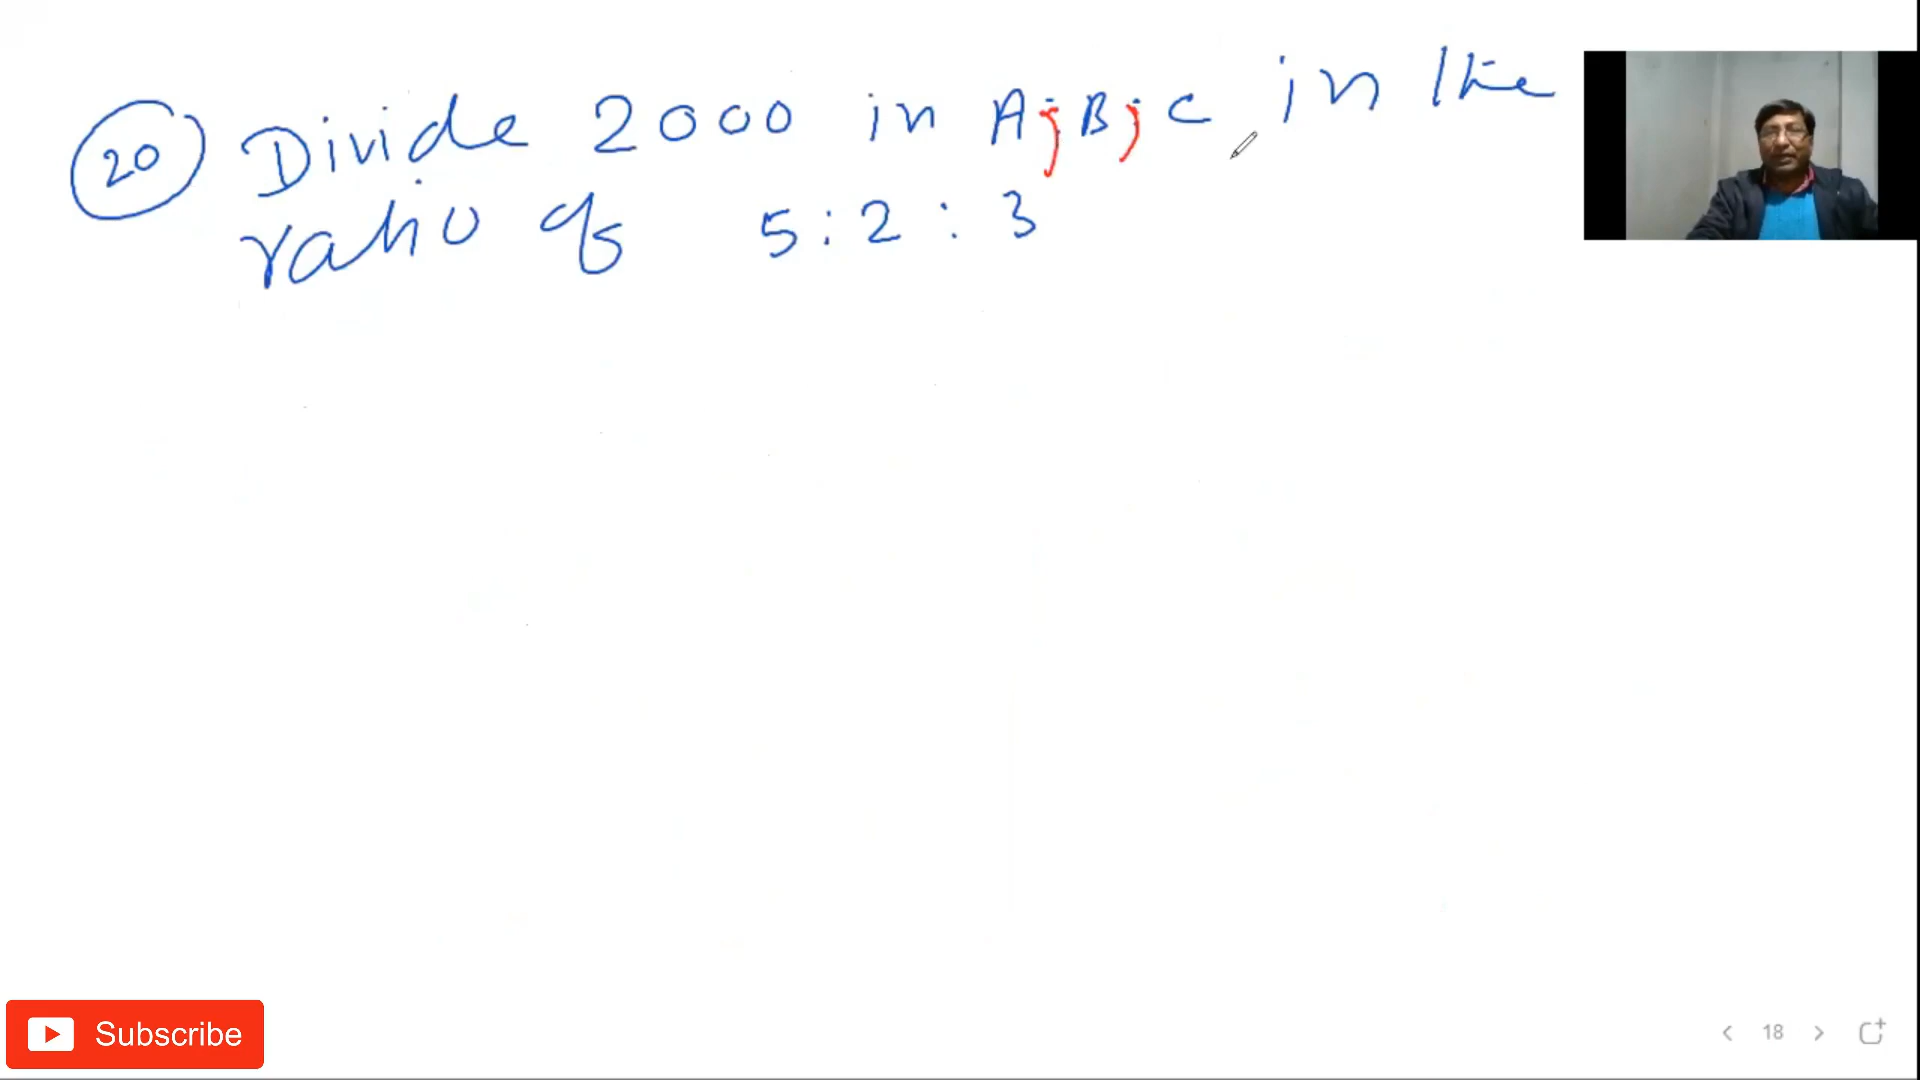 20 Divide 2000 in A; B; C in the
ratio of 5 : 2 : 3
Subscribe
18